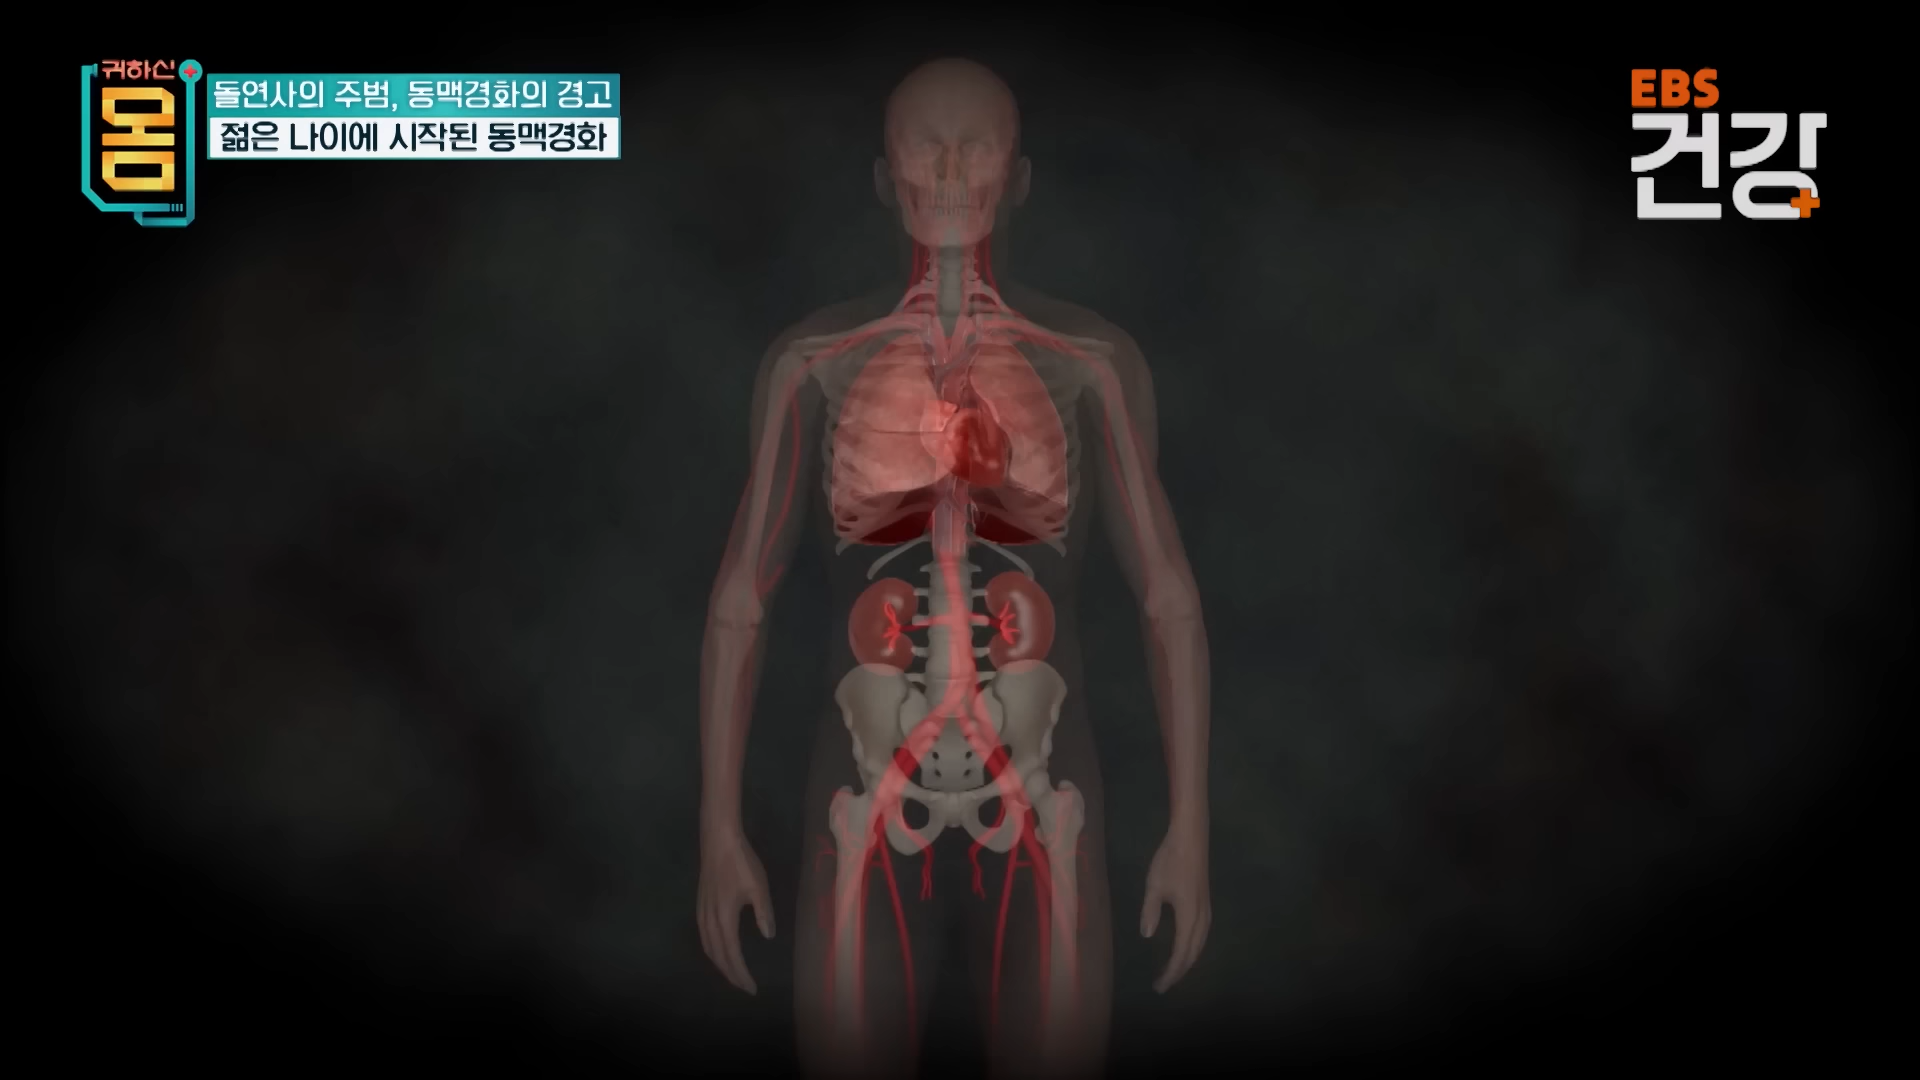 귀하신
몸
돌연사의 주범, 동맥경화의 경고
젊은 나이에 시작된 동맥경화
EBS
건강+